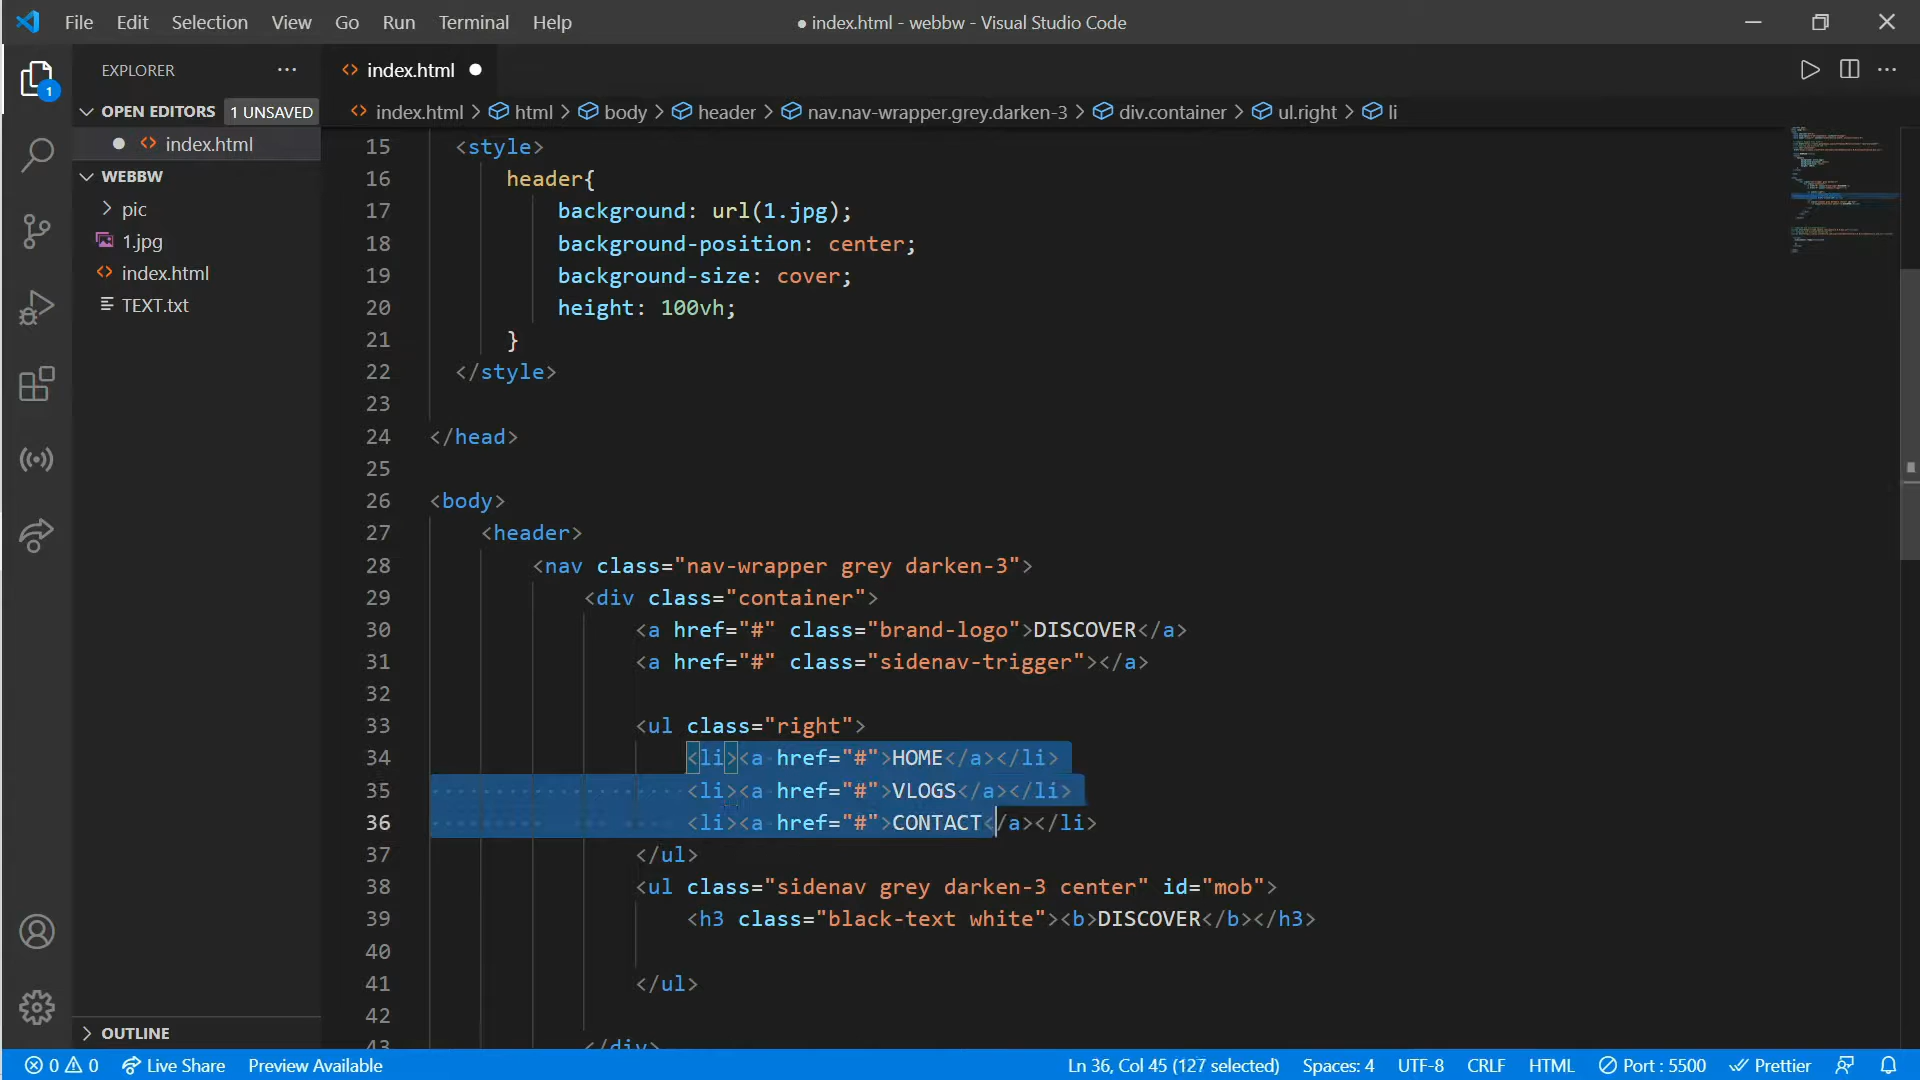 File Edit Selection View Go Run Terminal Help ● index.html - webbw - Visual Studio Code
EXPLORER
index.html
1
OPEN EDITORS 1 UNSAVED
index.html > html > body > header > nav.nav-wrapper.grey.darken-3 > div.container > ul.right > li
index.html
WEBBW
pic
1.jpg
index.html
TEXT.txt
15 <style>
16 header{
17 background: url(1.jpg);
18 background-position: center;
19 background-size: cover;
20 height: 100vh;
21 }
22 </style>
23
24 </head>
25
26 <body>
27 <header>
28 <nav class="nav-wrapper grey darken-3">
29 <div class="container">
30 <a href="#" class="brand-logo">DISCOVER</a>
31 <a href="#" class="sidenav-trigger"></a>
32
33 <ul class="right">
34 <li><a href="#">HOME</a></li>
35 <li><a href="#">VLOGS</a></li>
36 <li><a href="#">CONTACT</a></li>
37 </ul>
38 <ul class="sidenav grey darken-3 center" id="mob">
39 <h3 class="black-text white"><b>DISCOVER</b></h3>
40
41 </ul>
42
43 </div>
OUTLINE
0 0 Live Share Preview Available Ln 36, Col 45 (127 selected) Spaces: 4 UTF-8 CRLF HTML Port : 5500 Prettier